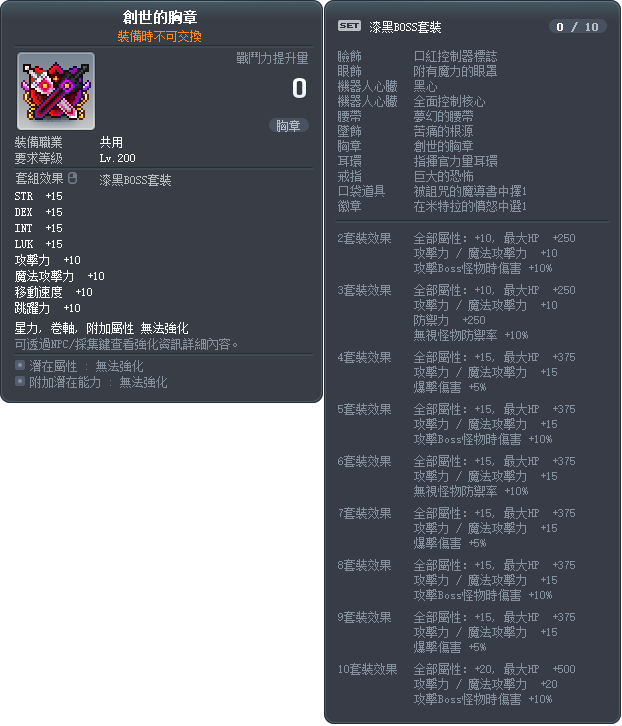 創世的胸章
裝備時不可交換
戰鬥力提升量
0
胸章
裝備職業 共用
要求等級 Lv.200
套組效果 漆黑BOSS套裝
STR +15
DEX +15
INT +15
LUK +15
攻擊力 +10
魔法攻擊力 +10
移動速度 +10
跳躍力 +10
星力, 卷軸, 附加屬性 無法強化
可透過NPC/採集鍵查看強化資訊詳細內容。
潛在屬性 : 無法強化
附加潛在能力 : 無法強化
SET 漆黑BOSS套裝 0 / 10
臉飾 口紅控制器標誌
眼飾 附有魔力的眼罩
機器人心臟 黑心
機器人心臟 全面控制核心
腰帶 夢幻的腰帶
墜飾 苦痛的根源
胸章 創世的胸章
耳環 指揮官力量耳環
戒指 巨大的恐怖
口袋道具 被詛咒的魔導書中擇1
徽章 在米特拉的憤怒中選1
2套裝效果 全部屬性: +10, 最大HP +250
攻擊力 / 魔法攻擊力 +10
攻擊Boss怪物時傷害 +10%
3套裝效果 全部屬性: +10, 最大HP +250
攻擊力 / 魔法攻擊力 +10
防禦力 +250
無視怪物防禦率 +10%
4套裝效果 全部屬性: +15, 最大HP +375
攻擊力 / 魔法攻擊力 +15
爆擊傷害 +5%
5套裝效果 全部屬性: +15, 最大HP +375
攻擊力 / 魔法攻擊力 +15
攻擊Boss怪物時傷害 +10%
6套裝效果 全部屬性: +15, 最大HP +375
攻擊力 / 魔法攻擊力 +15
無視怪物防禦率 +10%
7套裝效果 全部屬性: +15, 最大HP +375
攻擊力 / 魔法攻擊力 +15
爆擊傷害 +5%
8套裝效果 全部屬性: +15, 最大HP +375
攻擊力 / 魔法攻擊力 +15
攻擊Boss怪物時傷害 +10%
9套裝效果 全部屬性: +15, 最大HP +375
攻擊力 / 魔法攻擊力 +15
爆擊傷害 +5%
10套裝效果 全部屬性: +20, 最大HP +500
攻擊力 / 魔法攻擊力 +20
攻擊Boss怪物時傷害 +10%